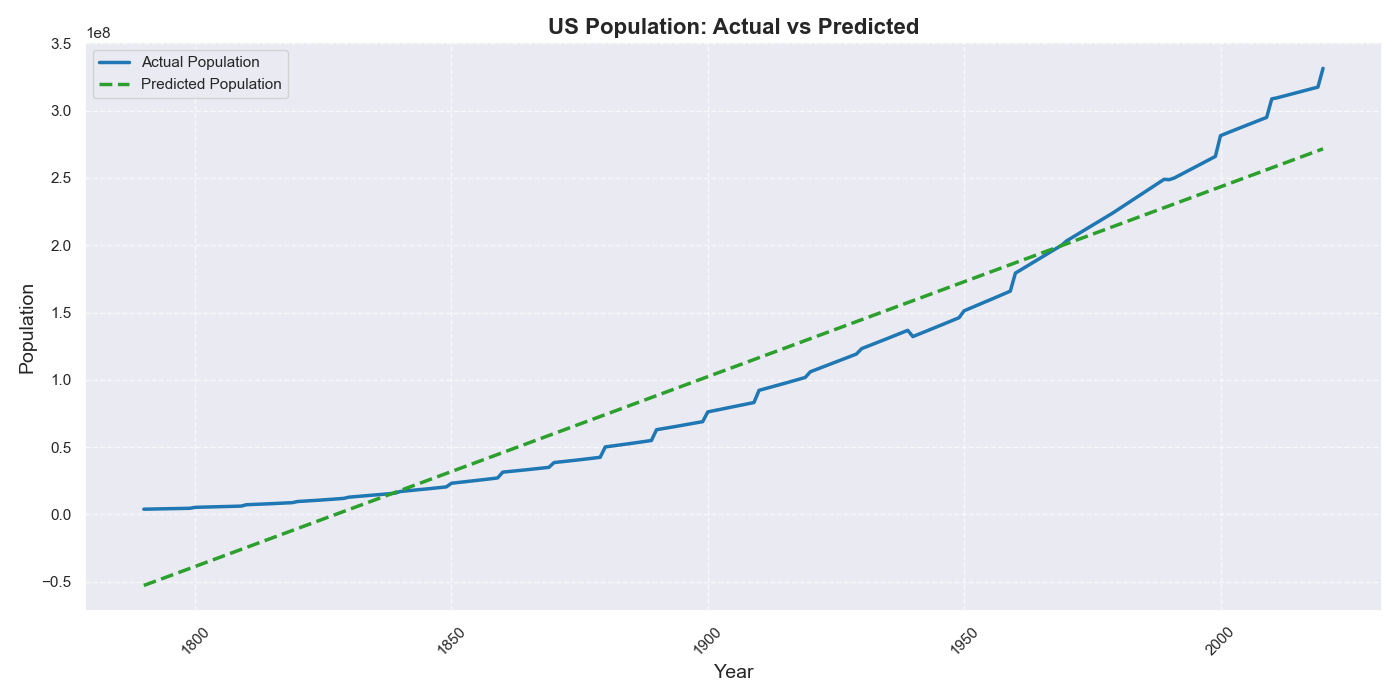 US Population: Actual vs Predicted
1e8
3.5
3.0
2.5
2.0
1.5
1.0
0.5
0.0
−0.5
Actual Population
Predicted Population
Population
1800
1850
1900
1950
2000
Year